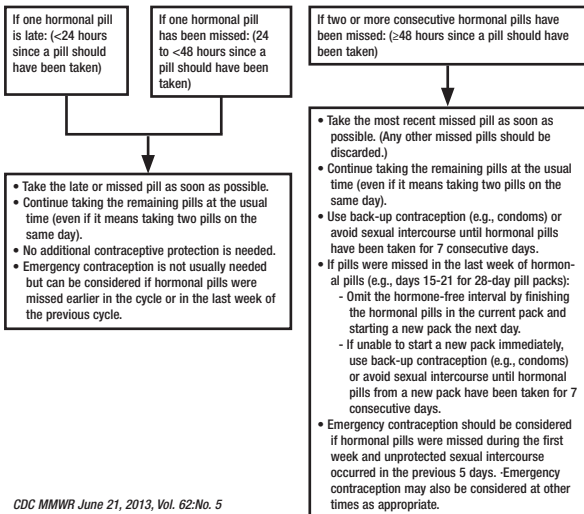 If one hormonal pill
is late: (<24 hours
since a pill should
have been taken)
If one hormonal pill
has been missed: (24
to <48 hours since a
pill should have been
taken)
If two or more consecutive hormonal pills have
been missed: (≥48 hours since a pill should have
been taken)
• Take the late or missed pill as soon as possible.
• Continue taking the remaining pills at the usual
time (even if it means taking two pills on the
same day).
• No additional contraceptive protection is needed.
• Emergency contraception is not usually needed
but can be considered if hormonal pills were
missed earlier in the cycle or in the last week of
the previous cycle.
• Take the most recent missed pill as soon as
possible. (Any other missed pills should be
discarded.)
• Continue taking the remaining pills at the usual
time (even if it means taking two pills on the
same day).
• Use back-up contraception (e.g., condoms) or
avoid sexual intercourse until hormonal pills
have been taken for 7 consecutive days.
• If pills were missed in the last week of hormon-
al pills (e.g., days 15-21 for 28-day pill packs):
- Omit the hormone-free interval by finishing
the hormonal pills in the current pack and
starting a new pack the next day.
- If unable to start a new pack immediately,
use back-up contraception (e.g., condoms)
or avoid sexual intercourse until hormonal
pills from a new pack have been taken for 7
consecutive days.
• Emergency contraception should be considered
if hormonal pills were missed during the first
week and unprotected sexual intercourse
occurred in the previous 5 days. ·Emergency
contraception may also be considered at other
times as appropriate.
CDC MMWR June 21, 2013, Vol. 62:No. 5